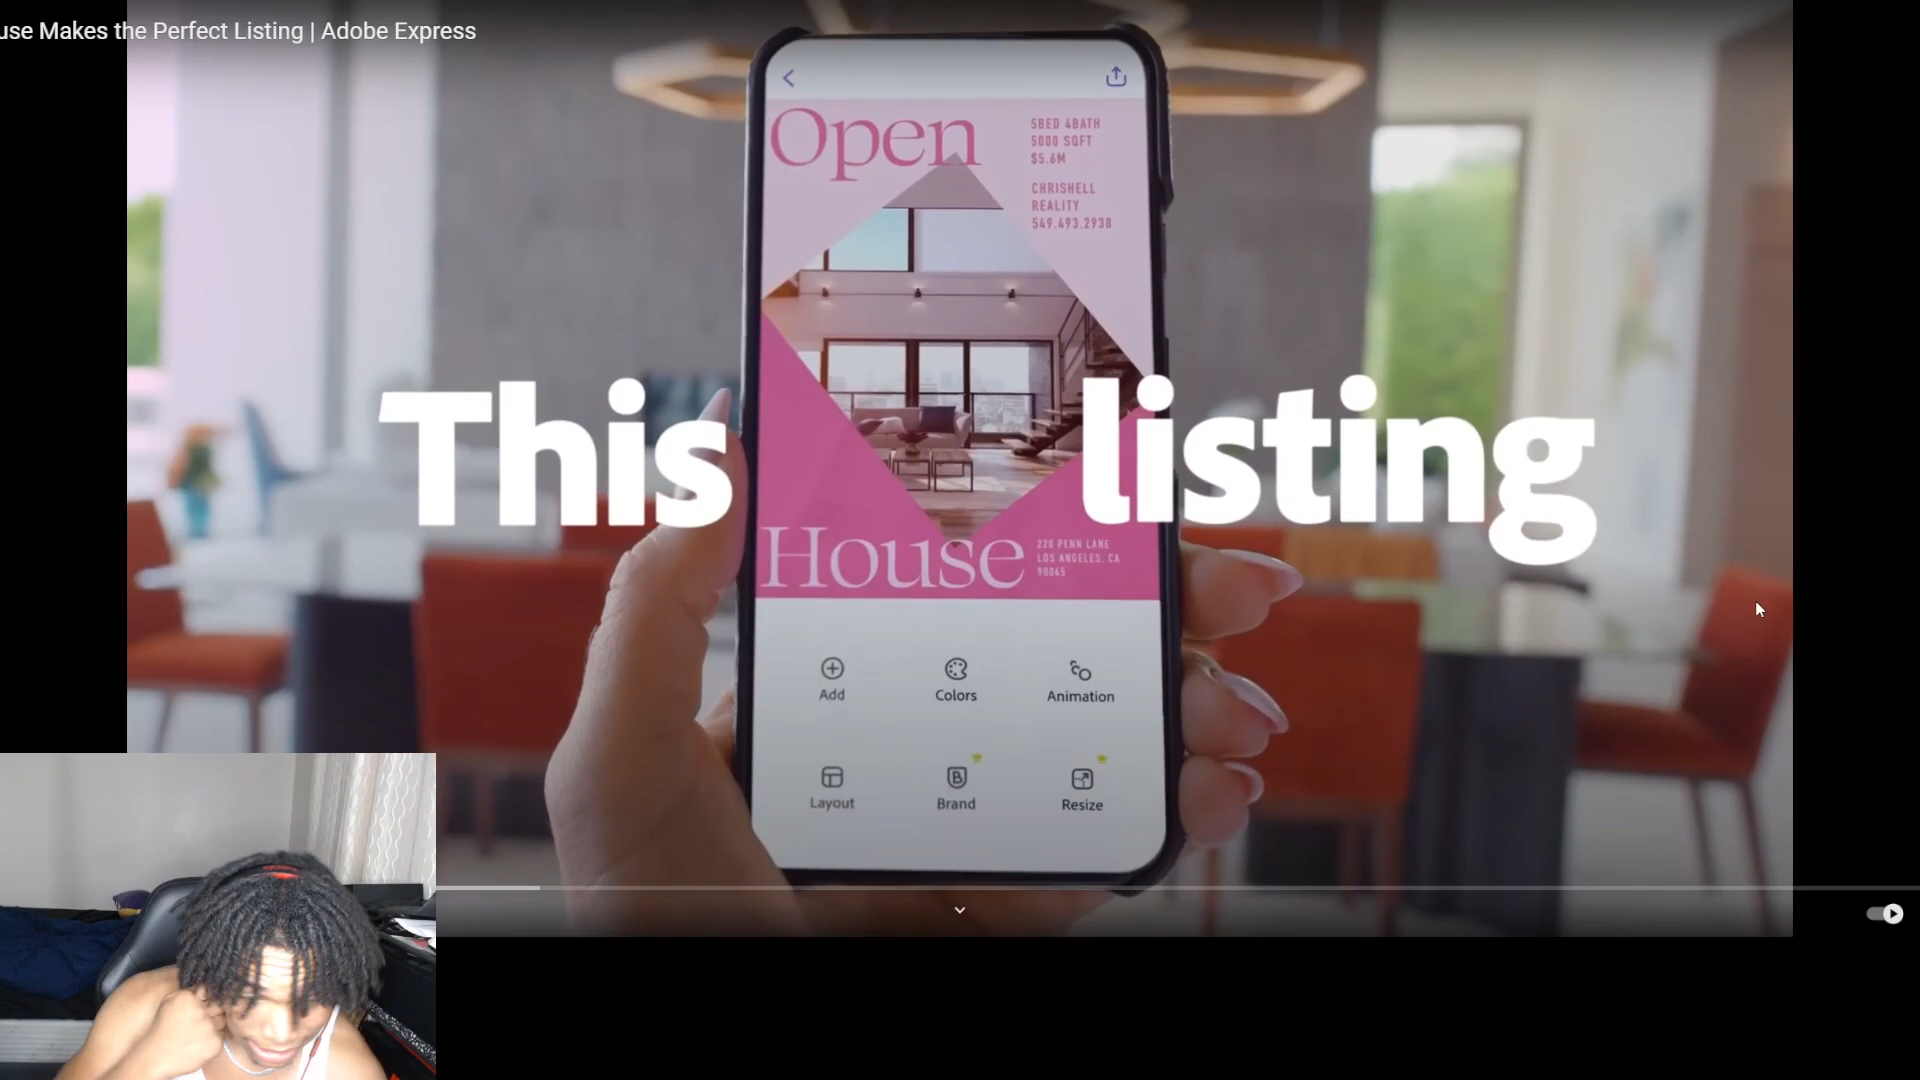 use Makes the Perfect Listing | Adobe Express
Open
5BED 4BATH
5000 SQFT
$5.6M
CHRISHELL
REALITY
549.493.2938
This listing
House
220 PENN LANE
LOS ANGELES, CA
90045
Add
Colors
Animation
Layout
Brand
Resize